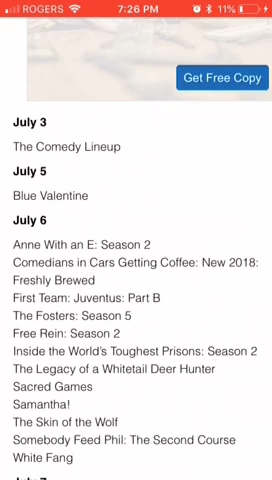 ROGERS 7:26 PM 11%
Get Free Copy
July 3
The Comedy Lineup
July 5
Blue Valentine
July 6
Anne With an E: Season 2
Comedians in Cars Getting Coffee: New 2018:
Freshly Brewed
First Team: Juventus: Part B
The Fosters: Season 5
Free Rein: Season 2
Inside the World's Toughest Prisons: Season 2
The Legacy of a Whitetail Deer Hunter
Sacred Games
Samantha!
The Skin of the Wolf
Somebody Feed Phil: The Second Course
White Fang